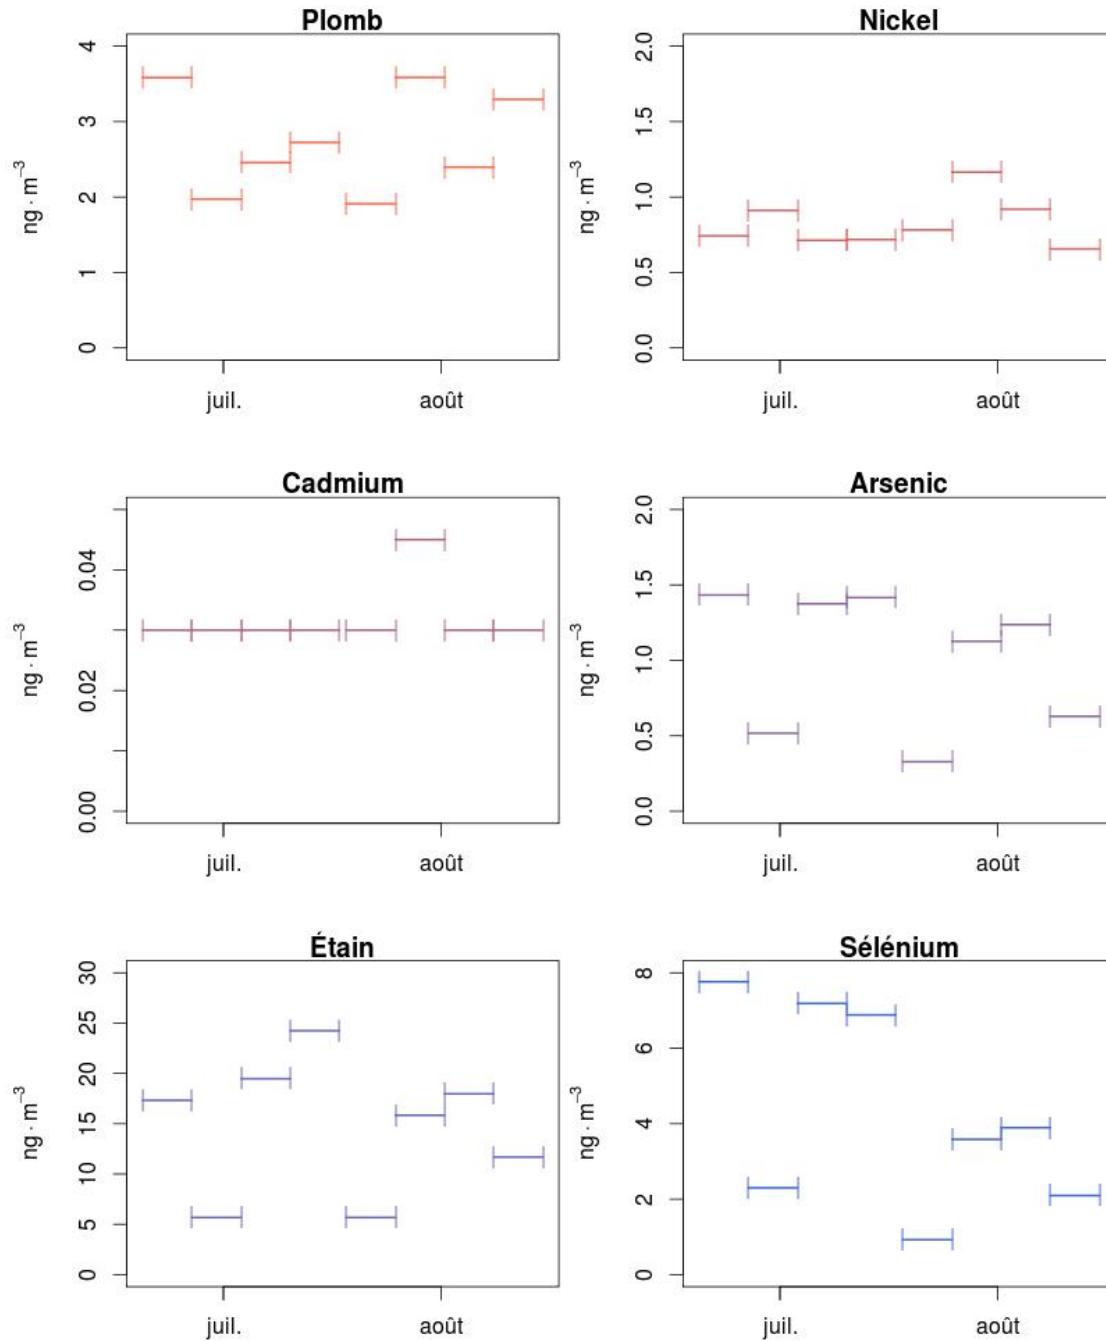 Plomb
4
3
2
1
0
ng · m⁻³
juil.
août
Nickel
2.0
1.5
1.0
0.5
0.0
ng · m⁻³
juil.
août
Cadmium
0.04
0.02
0.00
ng · m⁻³
juil.
août
Arsenic
2.0
1.5
1.0
0.5
0.0
ng · m⁻³
juil.
août
Étain
30
25
20
15
10
5
0
ng · m⁻³
juil.
août
Sélénium
8
6
4
2
0
ng · m⁻³
juil.
août